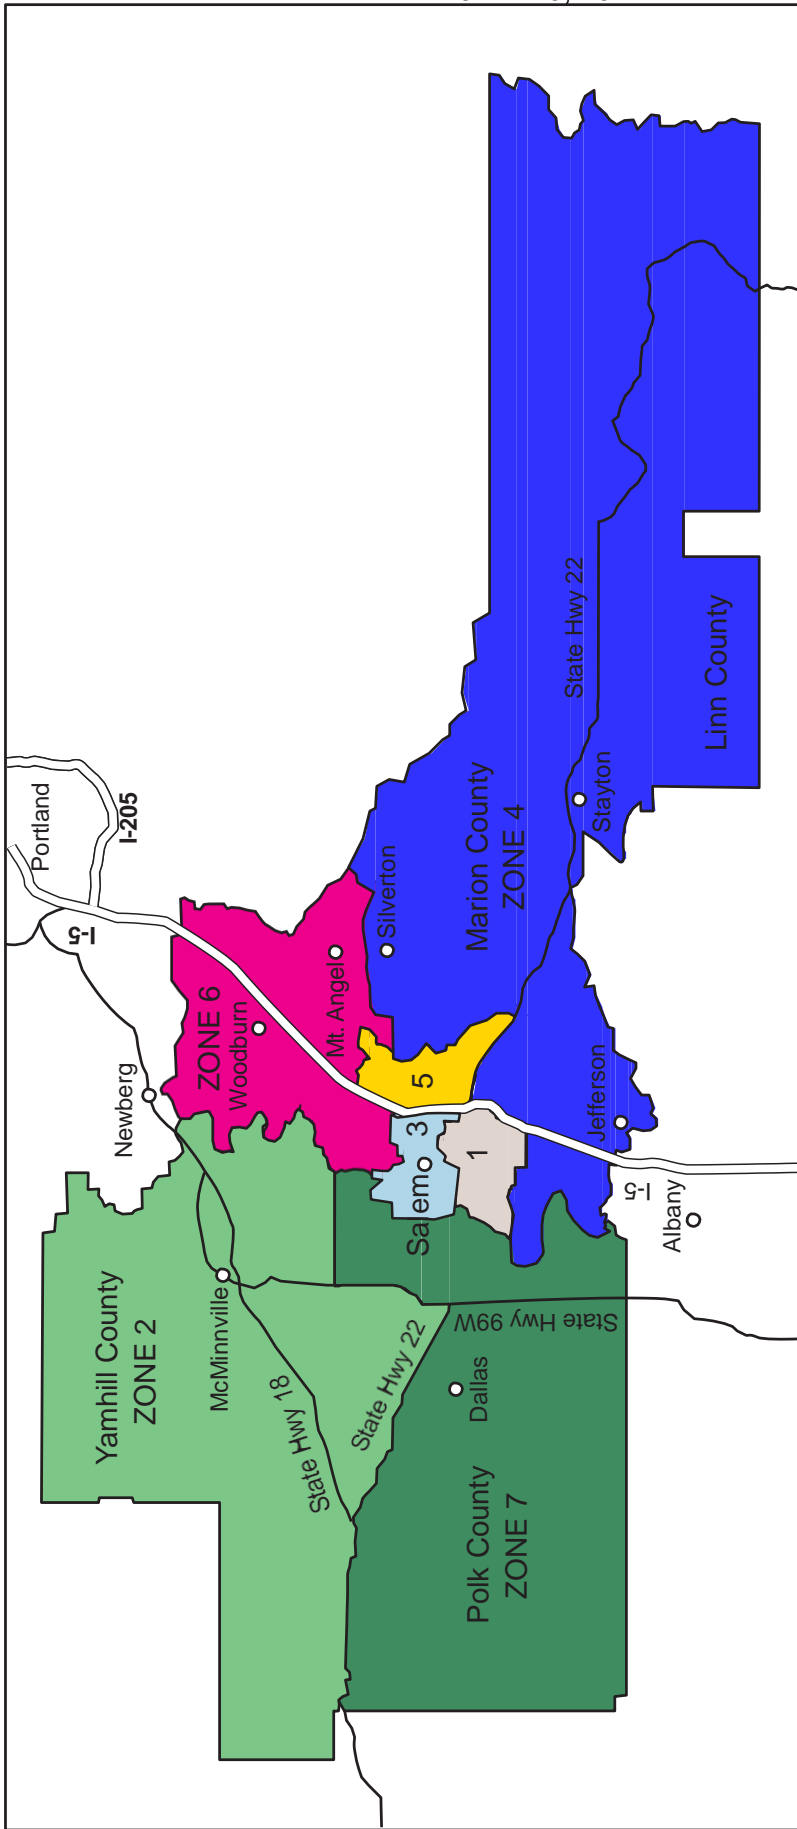 Portland
I-205
I-5
Newberg
ZONE 6
Woodburn
Mt. Angel
Silverton
Yamhill County
ZONE 2
McMinnville
State Hwy 18
State Hwy 22
5
3
Salem
1
Marion County
ZONE 4
State Hwy 22
Stayton
Linn County
Jefferson
I-5
Albany
State Hwy 99W
Dallas
Polk County
ZONE 7